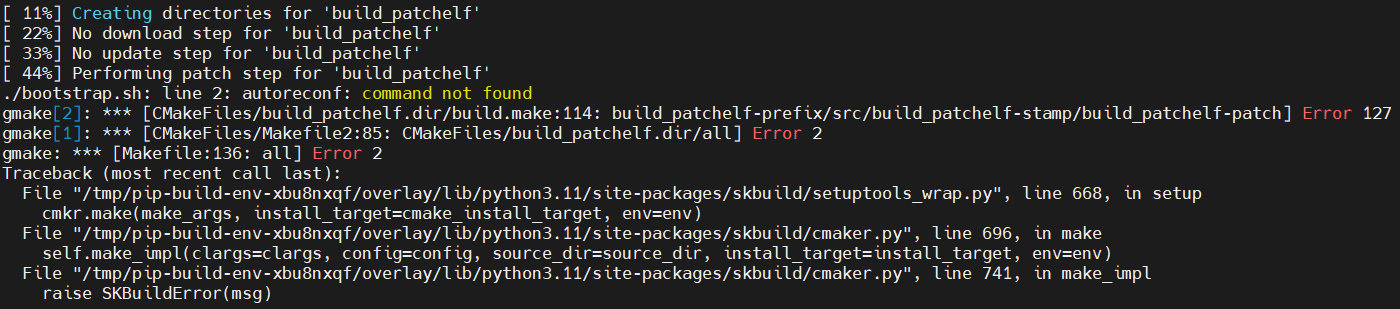 [ 11%] Creating directories for 'build_patchelf'
[ 22%] No download step for 'build_patchelf'
[ 33%] No update step for 'build_patchelf'
[ 44%] Performing patch step for 'build_patchelf'
./bootstrap.sh: line 2: autoreconf: command not found
gmake[2]: *** [CMakeFiles/build_patchelf.dir/build.make:114: build_patchelf-prefix/src/build_patchelf-stamp/build_patchelf-patch] Error 127
gmake[1]: *** [CMakeFiles/Makefile2:85: CMakeFiles/build_patchelf.dir/all] Error 2
gmake: *** [Makefile:136: all] Error 2
Traceback (most recent call last):
  File "/tmp/pip-build-env-xbu8nxqf/overlay/lib/python3.11/site-packages/skbuild/setuptools_wrap.py", line 668, in setup
    cmkr.make(make_args, install_target=cmake_install_target, env=env)
  File "/tmp/pip-build-env-xbu8nxqf/overlay/lib/python3.11/site-packages/skbuild/cmaker.py", line 696, in make
    self.make_impl(clargs=clargs, config=config, source_dir=source_dir, install_target=install_target, env=env)
  File "/tmp/pip-build-env-xbu8nxqf/overlay/lib/python3.11/site-packages/skbuild/cmaker.py", line 741, in make_impl
    raise SKBuildError(msg)